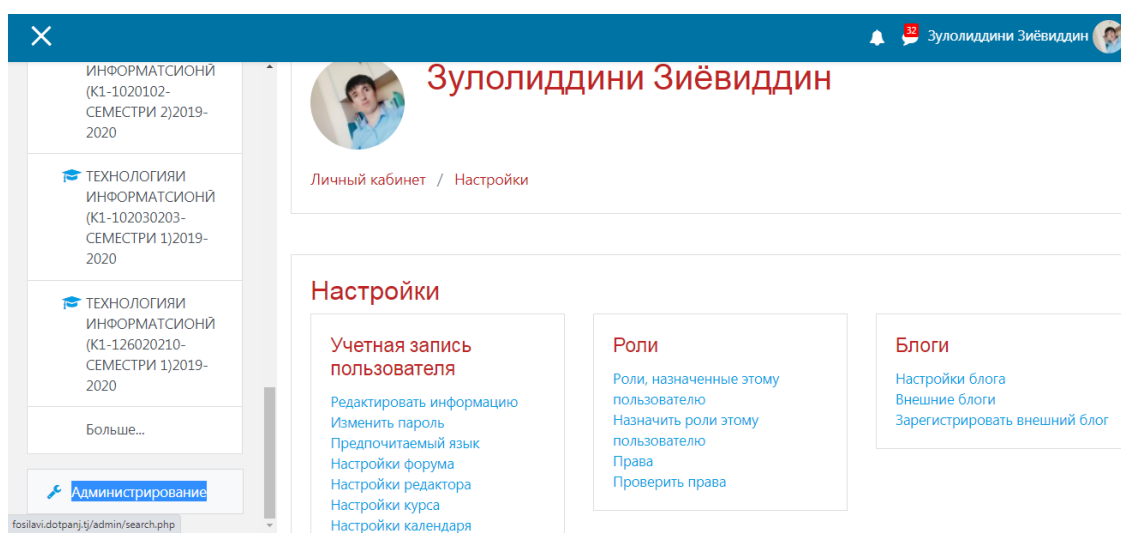 32
Зулолиддини Зиёвиддин
ИНФОРМАТСИОНӢ
(К1-1020102-
СЕМЕСТРИ 2)2019-
2020
ТЕХНОЛОГИЯИ
ИНФОРМАТСИОНӢ
(К1-102030203-
СЕМЕСТРИ 1)2019-
2020
ТЕХНОЛОГИЯИ
ИНФОРМАТСИОНӢ
(К1-126020210-
СЕМЕСТРИ 1)2019-
2020
Больше...
Администрирование
fosilavi.dotpanj.tj/admin/search.php
Зулолиддини Зиёвиддин
Личный кабинет / Настройки
Настройки
Учетная запись
пользователя
Редактировать информацию
Изменить пароль
Предпочитаемый язык
Настройки форума
Настройки редактора
Настройки курса
Настройки календаря
Роли
Роли, назначенные этому
пользователю
Назначить роли этому
пользователю
Права
Проверить права
Блоги
Настройки блога
Внешние блоги
Зарегистрировать внешний блог